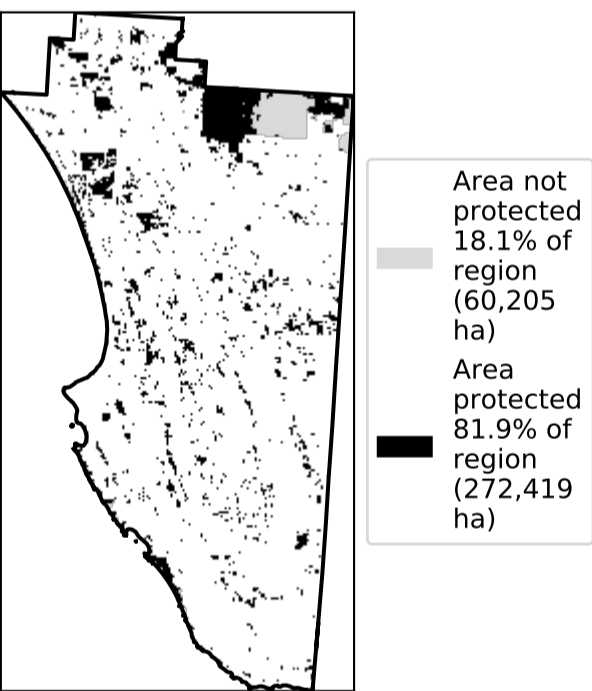 Area not
protected
18.1% of
region
(60,205
ha)
Area
protected
81.9% of
region
(272,419
ha)